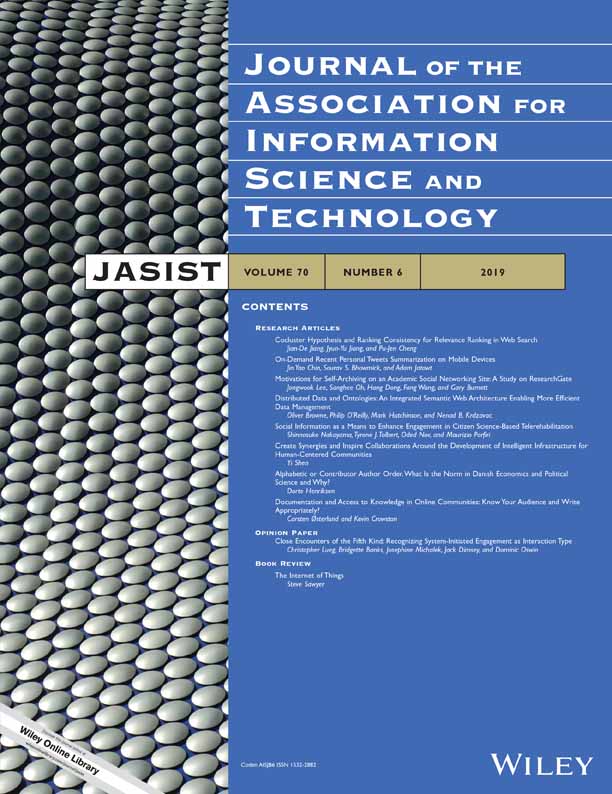 JOURNAL OF THE
ASSOCIATION FOR
INFORMATION
SCIENCE AND
TECHNOLOGY
JASIST
VOLUME 70
NUMBER 6
2019
CONTENTS
RESEARCH ARTICLES
Cocluster Hypothesis and Ranking Consistency for Relevance Ranking in Web Search
Jian-De Jiang, Jyun-Yu Jiang, and Pu-Jen Cheng
On-Demand Recent Personal Tweets Summarization on Mobile Devices
Jin Yao Chin, Sourav S. Bhowmick, and Adam Jatowt
Motivations for Self-Archiving on an Academic Social Networking Site: A Study on ResearchGate
Jongwook Lee, Sanghee Oh, Hang Dong, Fang Wang, and Gary Burnett
Distributed Data and Ontologies: An Integrated Semantic Web Architecture Enabling More Efficient
Data Management
Oliver Browne, Philip O'Reilly, Mark Hutchinson, and Nenad B. Krdzavac
Social Information as a Means to Enhance Engagement in Citizen Science-Based Telerehabilitation
Shinnosuke Nakayama, Tyrone J. Tolbert, Oded Nov, and Maurizio Porfiri
Create Synergies and Inspire Collaborations Around the Development of Intelligent Infrastructure for
Human-Centered Communities
Yi Shen
Alphabetic or Contributor Author Order. What Is the Norm in Danish Economics and Political
Science and Why?
Dorte Henriksen
Documentation and Access to Knowledge in Online Communities: Know Your Audience and Write
Appropriately?
Carsten Østerlund and Kevin Crowston
OPINION PAPER
Close Encounters of the Fifth Kind: Recognizing System-Initiated Engagement as Interaction Type
Christopher Lueg, Bridgette Banks, Josephine Michalek, Jack Dimsey, and Dominic Oswin
BOOK REVIEW
The Internet of Things
Steve Sawyer
Wiley Online Library
Coden: AISJB6 ISSN 1532-2882
WILEY